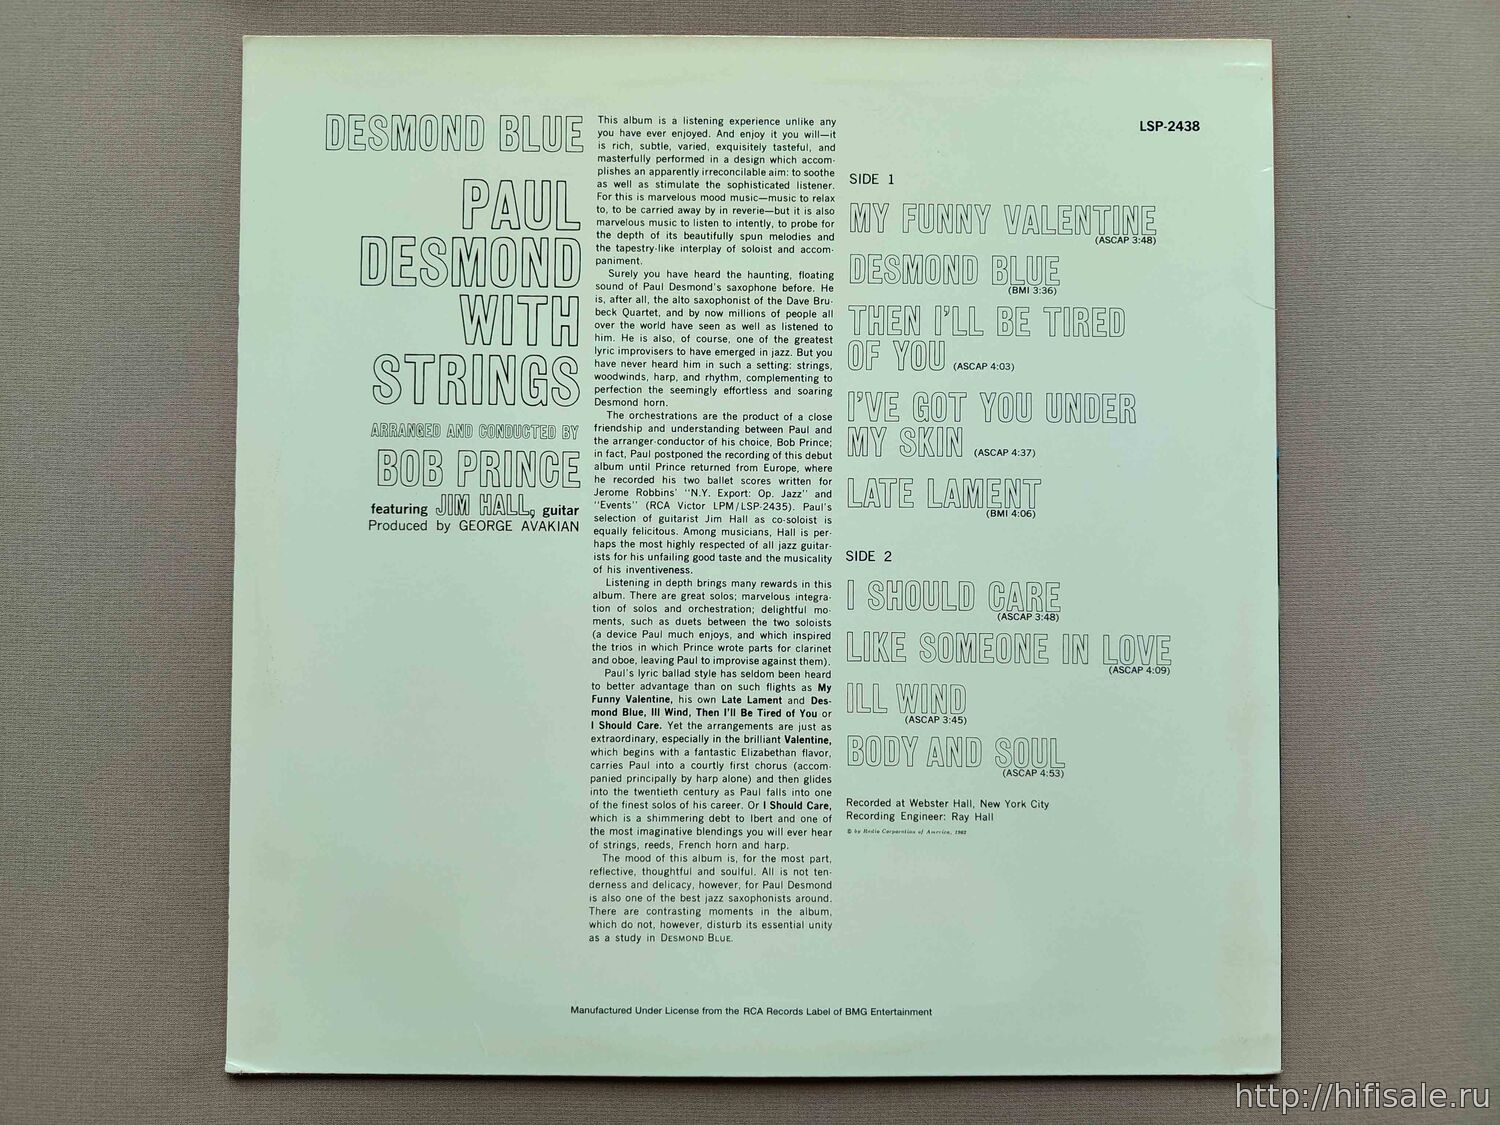 DESMOND BLUE
PAUL
DESMOND
WITH
STRINGS
ARRANGED AND CONDUCTED BY
BOB PRINCE
featuring JIM HALL, guitar
Produced by GEORGE AVAKIAN
This album is a listening experience unlike any
you have ever enjoyed. And enjoy it you will—it
is rich, subtle, varied, exquisitely tasteful, and
masterfully performed in a design which accom-
plishes an apparently irreconcilable aim: to soothe
as well as stimulate the sophisticated listener.
For this is marvelous mood music—music to relax
to, to be carried away by in reverie—but it is also
marvelous music to listen to intently, to probe for
the depth of its beautifully spun melodies and
the tapestry-like interplay of soloist and accom-
paniment.
Surely you have heard the haunting, floating
sound of Paul Desmond's saxophone before. He
is, after all, the alto saxophonist of the Dave Bru-
beck Quartet, and by now millions of people all
over the world have seen as well as listened to
him. He is also, of course, one of the greatest
lyric improvisers to have emerged in jazz. But you
have never heard him in such a setting: strings,
woodwinds, harp, and rhythm, complementing to
perfection the seemingly effortless and soaring
Desmond horn.
The orchestrations are the product of a close
friendship and understanding between Paul and
the arranger-conductor of his choice, Bob Prince;
in fact, Paul postponed the recording of this debut
album until Prince returned from Europe, where
he recorded his two ballet scores written for
Jerome Robbins' "N.Y. Export: Op. Jazz" and
"Events" (RCA Victor LPM/LSP-2435). Paul's
selection of guitarist Jim Hall as co-soloist is
equally felicitous. Among musicians, Hall is per-
haps the most highly respected of all jazz guitar-
ists for his unfailing good taste and the musicality
of his inventiveness.
Listening in depth brings many rewards in this
album. There are great solos; marvelous integra-
tion of solos and orchestration; delightful mo-
ments, such as duets between the two soloists
(a device Paul much enjoys, and which inspired
the trios in which Prince wrote parts for clarinet
and oboe, leaving Paul to improvise against them).
Paul's lyric ballad style has seldom been heard
to better advantage than on such flights as My
Funny Valentine, his own Late Lament and Des-
mond Blue, Ill Wind, Then I'll Be Tired of You or
I Should Care. Yet the arrangements are just as
extraordinary, especially in the brilliant Valentine,
which begins with a fantastic Elizabethan flavor,
carries Paul into a courtly first chorus (accom-
panied principally by harp alone) and then glides
into the twentieth century as Paul falls into one
of the finest solos of his career. Or I Should Care,
which is a shimmering debt to Ibert and one of
the most imaginative blendings you will ever hear
of strings, reeds, French horn and harp.
The mood of this album is, for the most part,
reflective, thoughtful and soulful. All is not ten-
derness and delicacy, however, for Paul Desmond
is also one of the best jazz saxophonists around.
There are contrasting moments in the album,
which do not, however, disturb its essential unity
as a study in DESMOND BLUE.
LSP-2438
SIDE 1
MY FUNNY VALENTINE
(ASCAP 3:48)
DESMOND BLUE
(BMI 3:36)
THEN I'LL BE TIRED
OF YOU (ASCAP 4:03)
I'VE GOT YOU UNDER
MY SKIN (ASCAP 4:37)
LATE LAMENT
(BMI 4:06)
SIDE 2
I SHOULD CARE
(ASCAP 3:48)
LIKE SOMEONE IN LOVE
(ASCAP 4:09)
ILL WIND
(ASCAP 3:45)
BODY AND SOUL
(ASCAP 4:53)
Recorded at Webster Hall, New York City
Recording Engineer: Ray Hall
© by Radio Corporation of America, 1962
Manufactured Under License from the RCA Records Label of BMG Entertainment
http://hifisale.ru